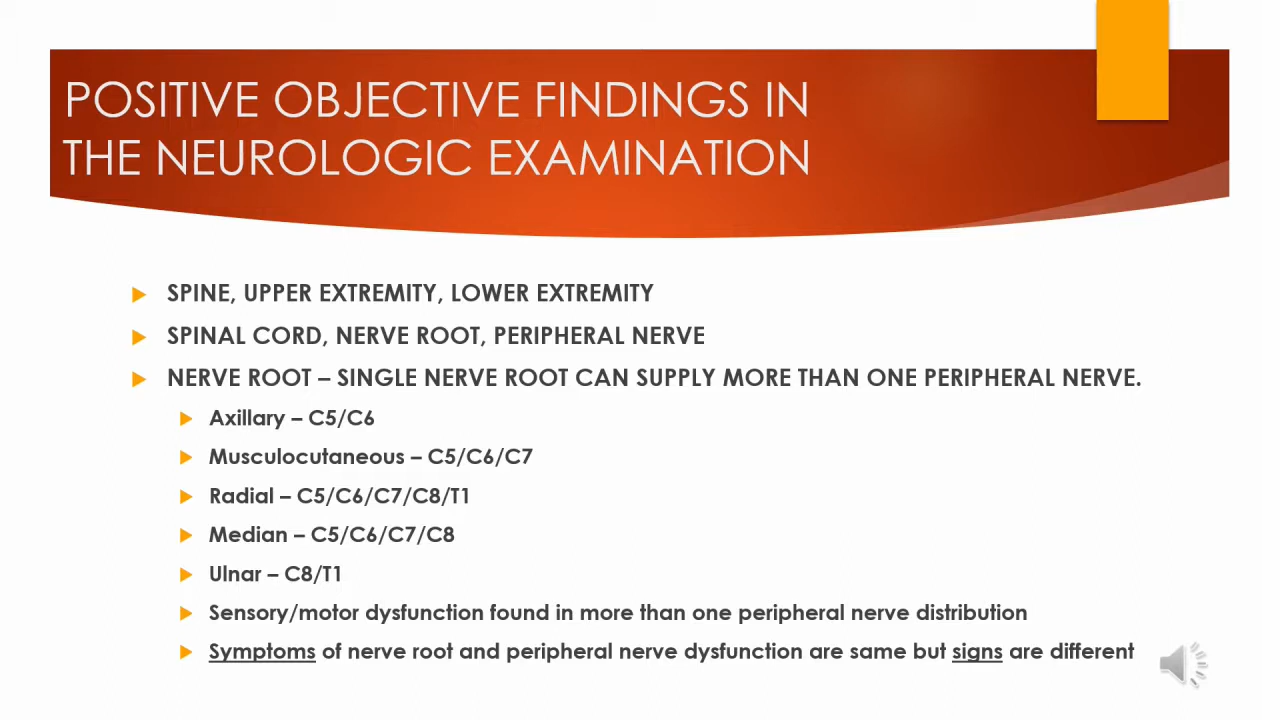 POSITIVE OBJECTIVE FINDINGS IN
THE NEUROLOGIC EXAMINATION
SPINE, UPPER EXTREMITY, LOWER EXTREMITY
SPINAL CORD, NERVE ROOT, PERIPHERAL NERVE
NERVE ROOT – SINGLE NERVE ROOT CAN SUPPLY MORE THAN ONE PERIPHERAL NERVE.
Axillary – C5/C6
Musculocutaneous – C5/C6/C7
Radial – C5/C6/C7/C8/T1
Median – C5/C6/C7/C8
Ulnar – C8/T1
Sensory/motor dysfunction found in more than one peripheral nerve distribution
Symptoms of nerve root and peripheral nerve dysfunction are same but signs are different